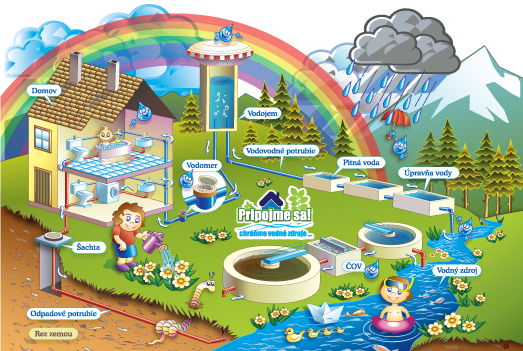 Domov
Vodojem
Vodovodné potrubie
Vodomer
Pitná voda
Úpravňa vody
Pripojme sa!
chráňme vodné zdroje ...
Šachta
ČOV
Vodný zdroj
Odpadové potrubie
Rez zemou